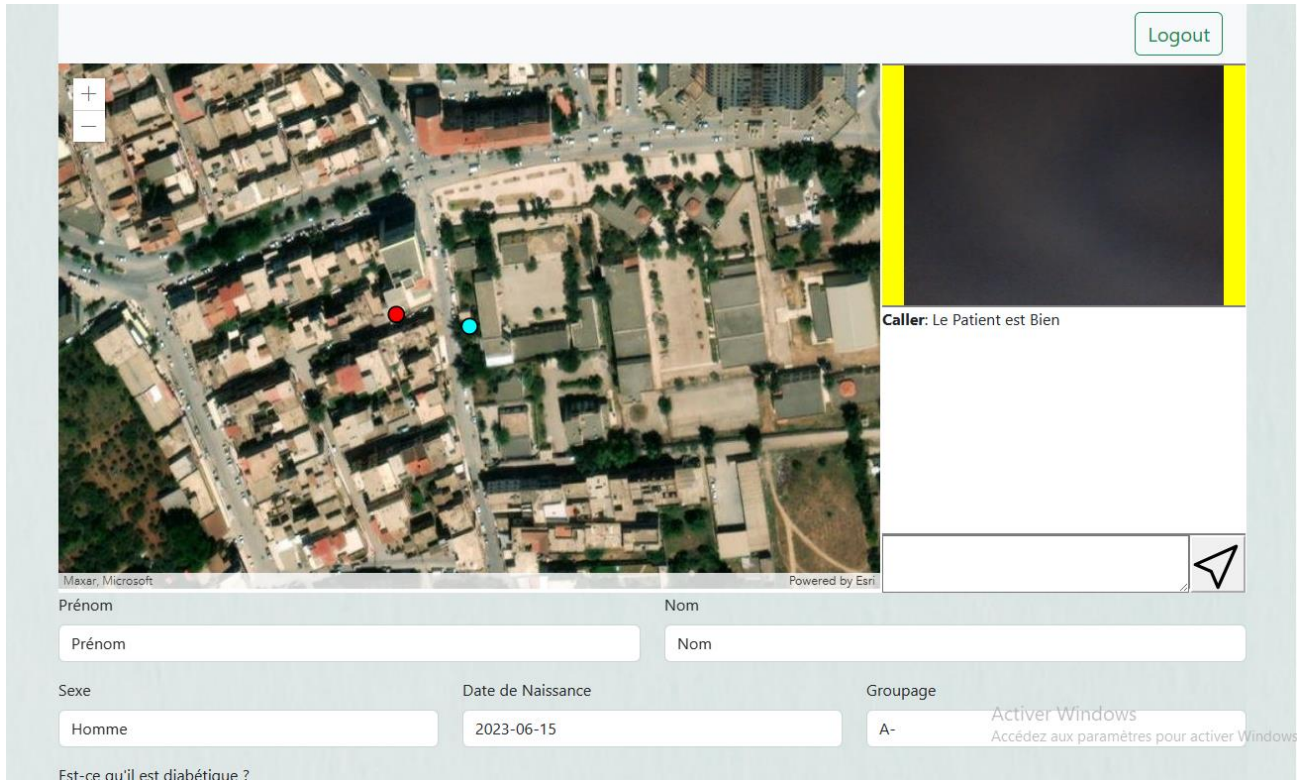 Logout
+
−
Caller: Le Patient est Bien
Maxar, Microsoft
Powered by Esri
Prénom
Nom
Prénom
Nom
Sexe
Date de Naissance
Groupage
Homme
2023-06-15
A-
Activer Windows
Accédez aux paramètres pour activer Windows
Est-ce qu'il est diabétique ?